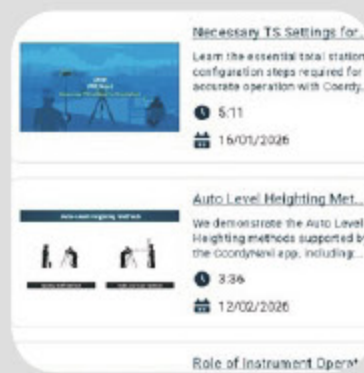 Necessary TS Settings for...
Learn the essential total station
configuration steps required for
accurate operation with Coordy...
5:11
16/01/2026
Auto Level Heighting Met...
Auto Level Heighting Methods
We demonstrate the Auto Level
Heighting methods supported by
the CoordyNavi app, including:...
3:36
12/02/2026
Role of Instrument Operat